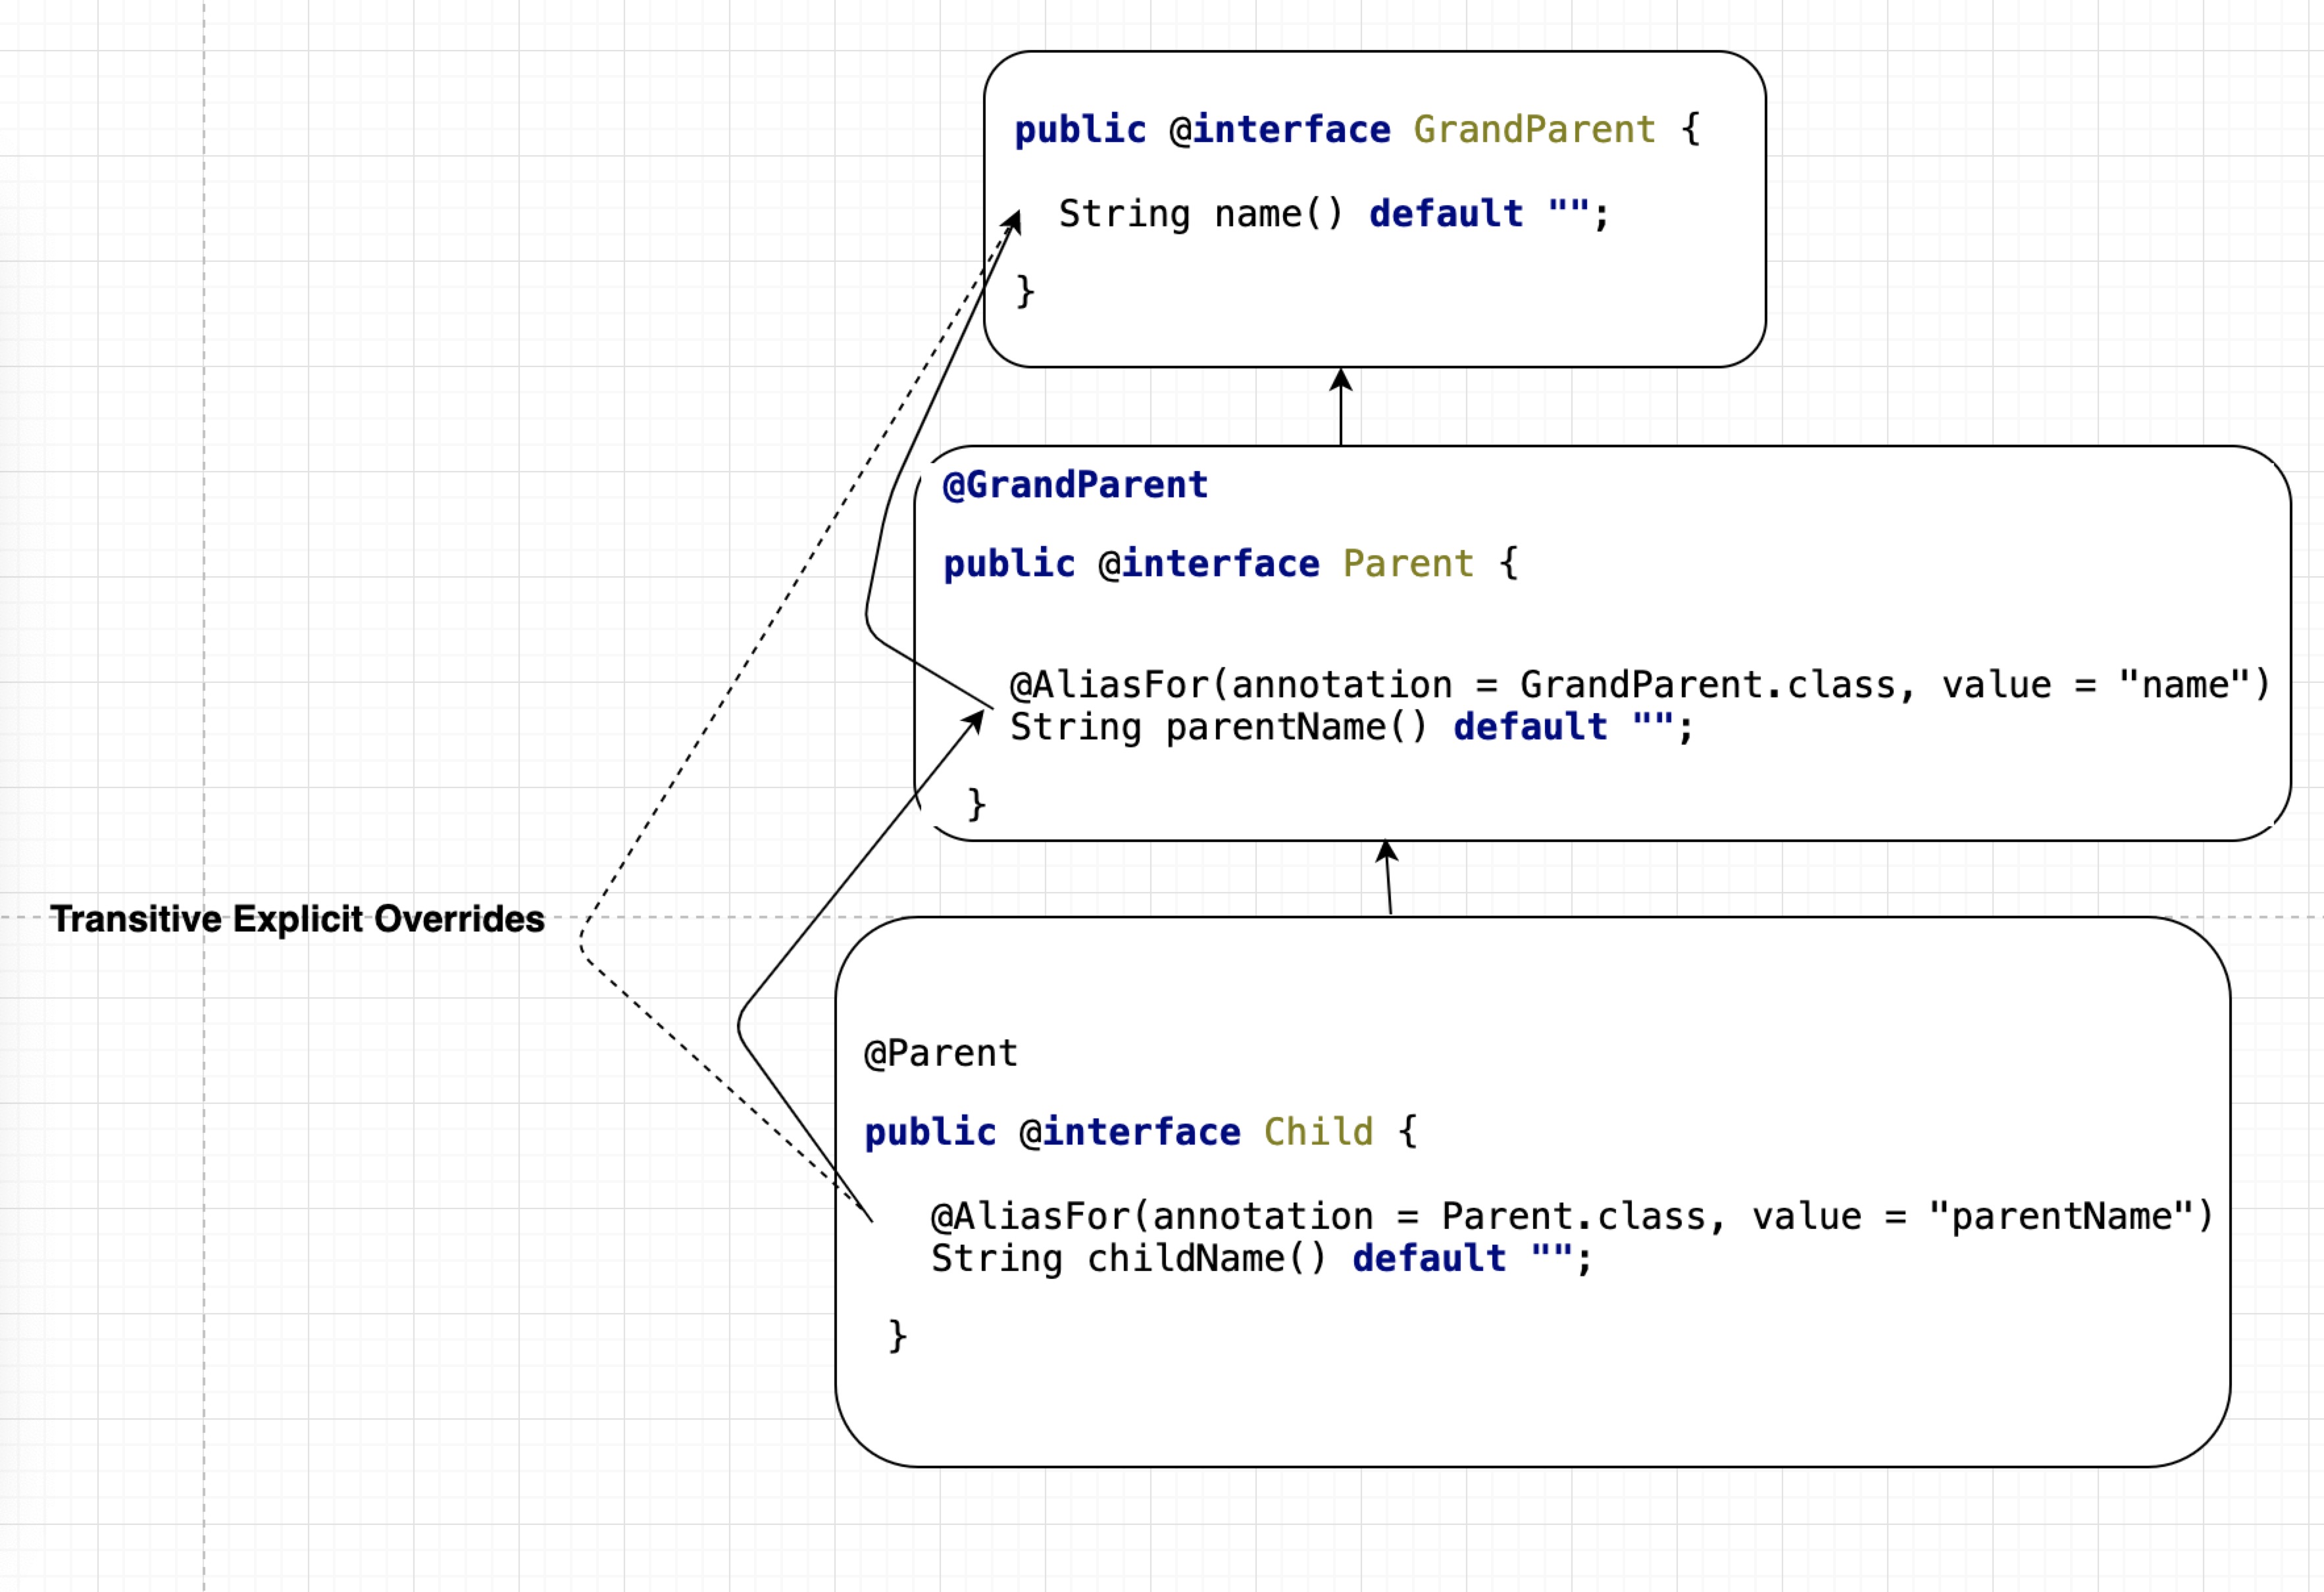 public @interface GrandParent {
String name() default "";
}
@GrandParent
public @interface Parent {
@AliasFor(annotation = GrandParent.class, value = "name")
String parentName() default "";
}
Transitive Explicit Overrides
@Parent
public @interface Child {
@AliasFor(annotation = Parent.class, value = "parentName")
String childName() default "";
}